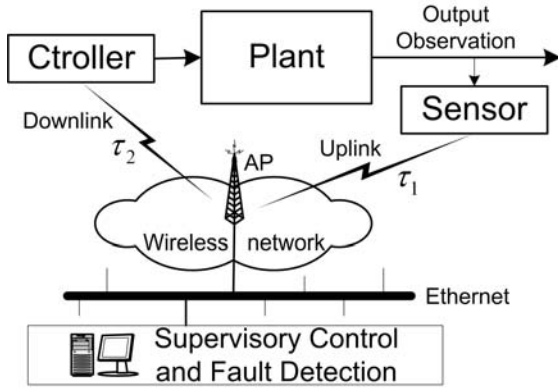 Output
Observation
Ctroller
Plant
Sensor
Downlink
τ2
AP
Uplink
τ1
Wireless network
Ethernet
Supervisory Control
and Fault Detection